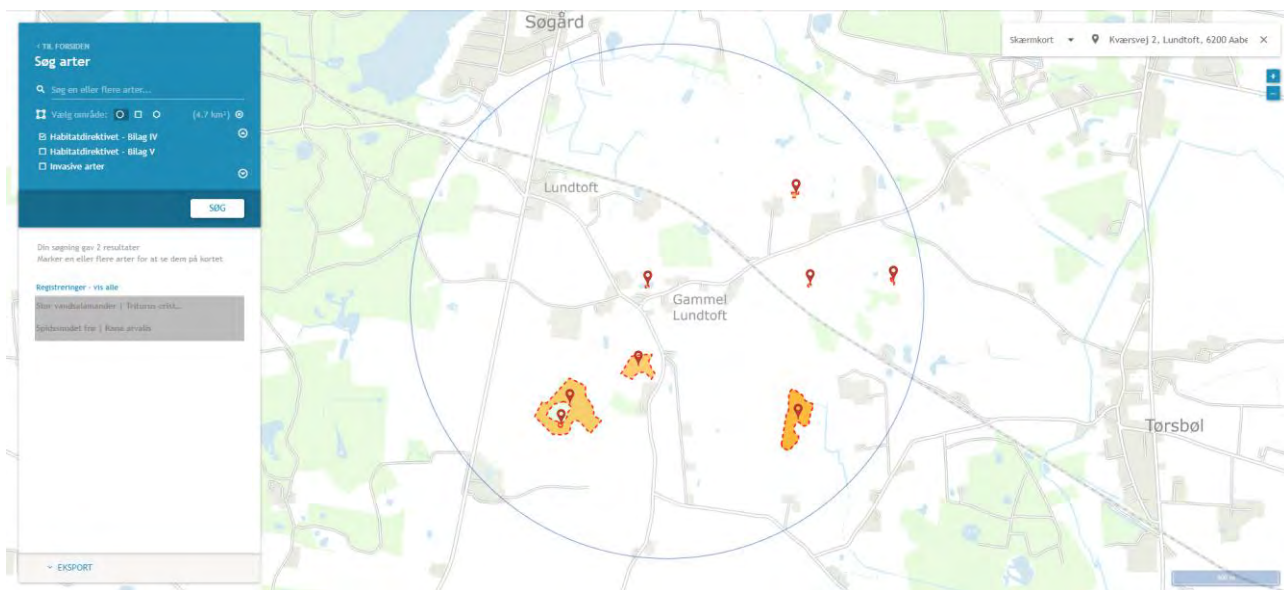 ‹ TIL FORSIDEN
Søg arter
Søg en eller flere arter...
Vælg område: (4.7 km²)
Habitatdirektivet - Bilag IV
Habitatdirektivet - Bilag V
Invasive arter
SØG
Din søgning gav 2 resultater
Marker en eller flere arter for at se dem på kortet
Registreringer - vis alle
Stor vandsalamander | Triturus crist...
Spidssnudet frø | Rana arvalis
EKSPORT
Søgård
Lundtoft
Gammel
Lundtoft
Tørsbøl
Skærmkort
Kværsvej 2, Lundtoft, 6200 Aabe